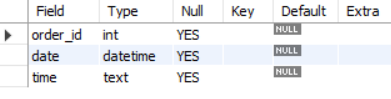 Field Type Null Key Default Extra
order_id int YES NULL
date datetime YES NULL
time text YES NULL